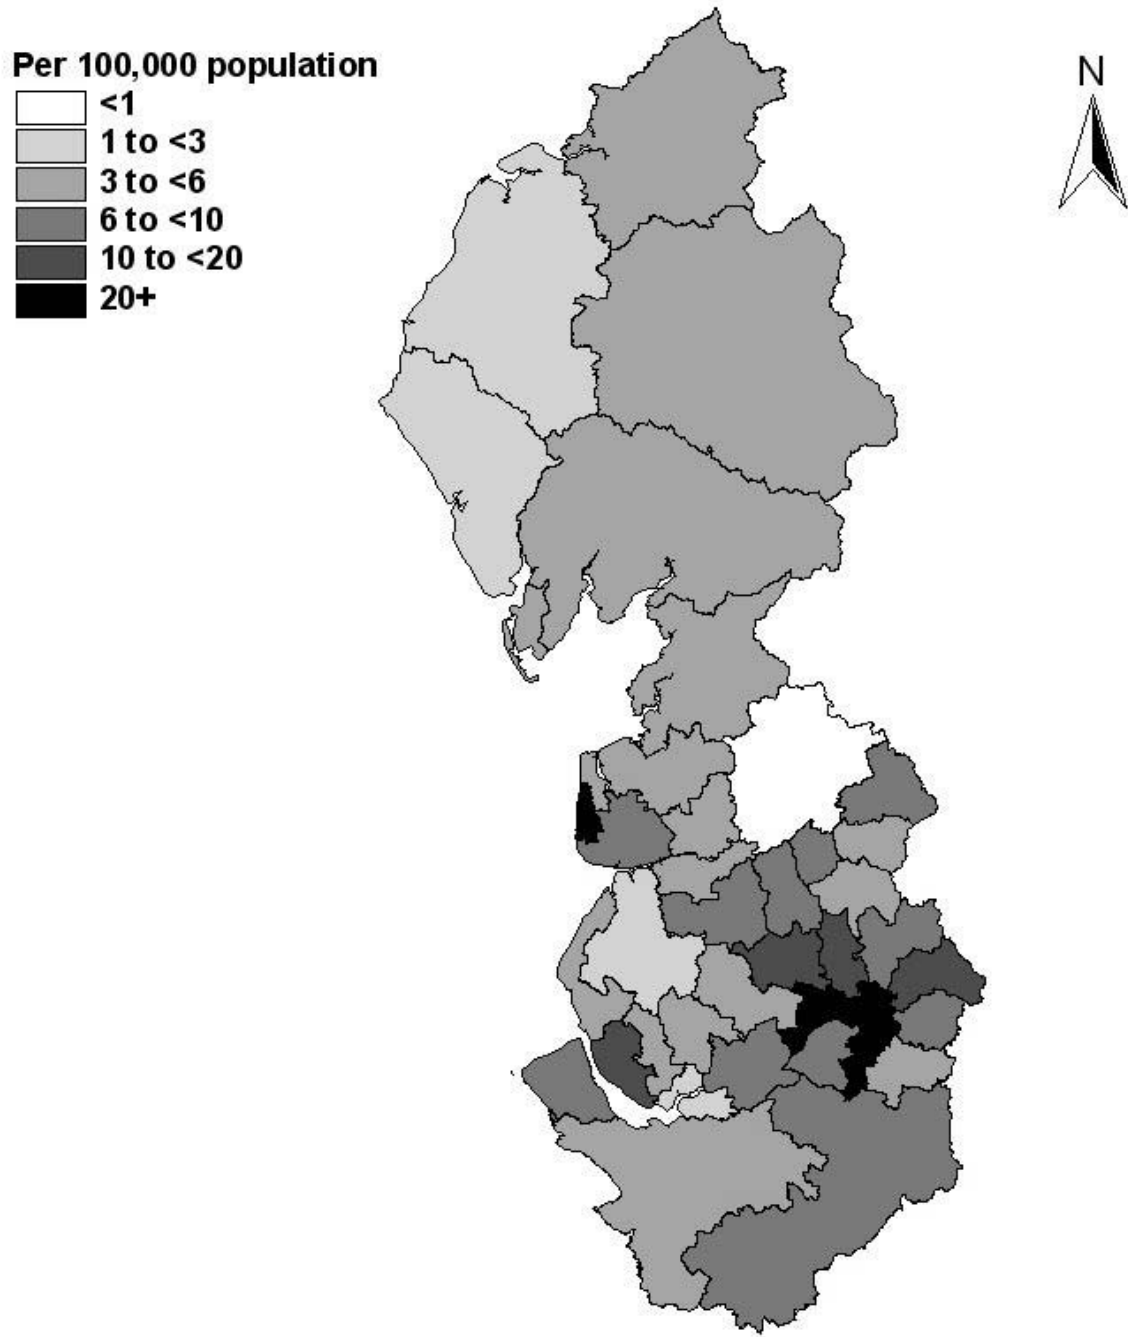 Per 100,000 population
<1
1 to <3
3 to <6
6 to <10
10 to <20
20+
N